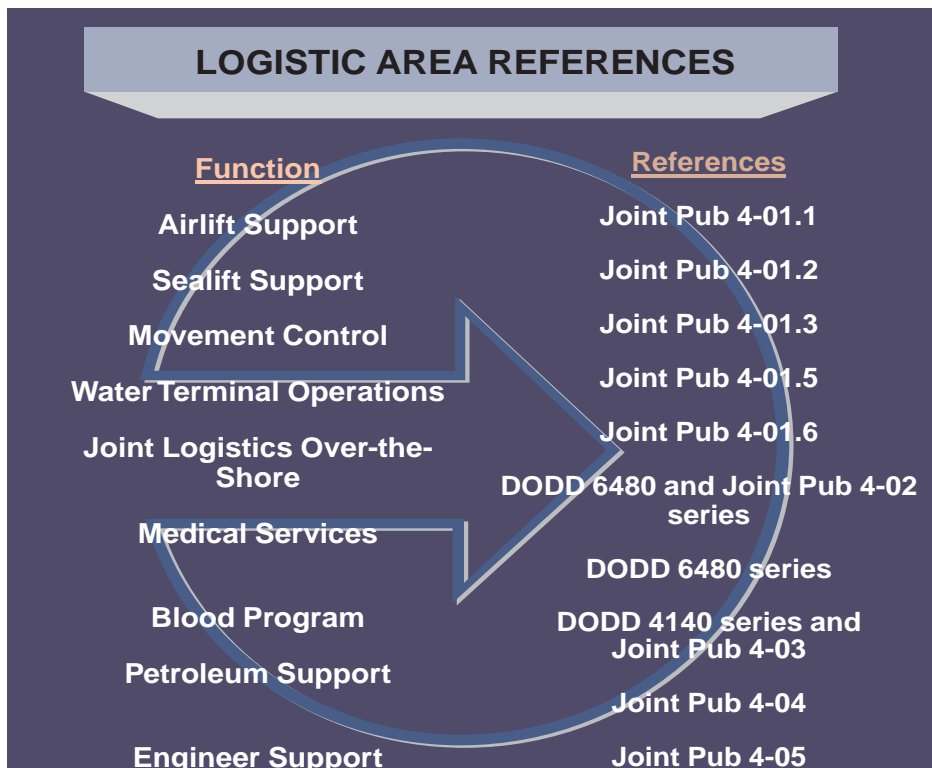 LOGISTIC AREA REFERENCES
Function
Airlift Support
Sealift Support
Movement Control
Water Terminal Operations
Joint Logistics Over-the-
Shore
Medical Services
Blood Program
Petroleum Support
Engineer Support
References
Joint Pub 4-01.1
Joint Pub 4-01.2
Joint Pub 4-01.3
Joint Pub 4-01.5
Joint Pub 4-01.6
DODD 6480 and Joint Pub 4-02
series
DODD 6480 series
DODD 4140 series and
Joint Pub 4-03
Joint Pub 4-04
Joint Pub 4-05